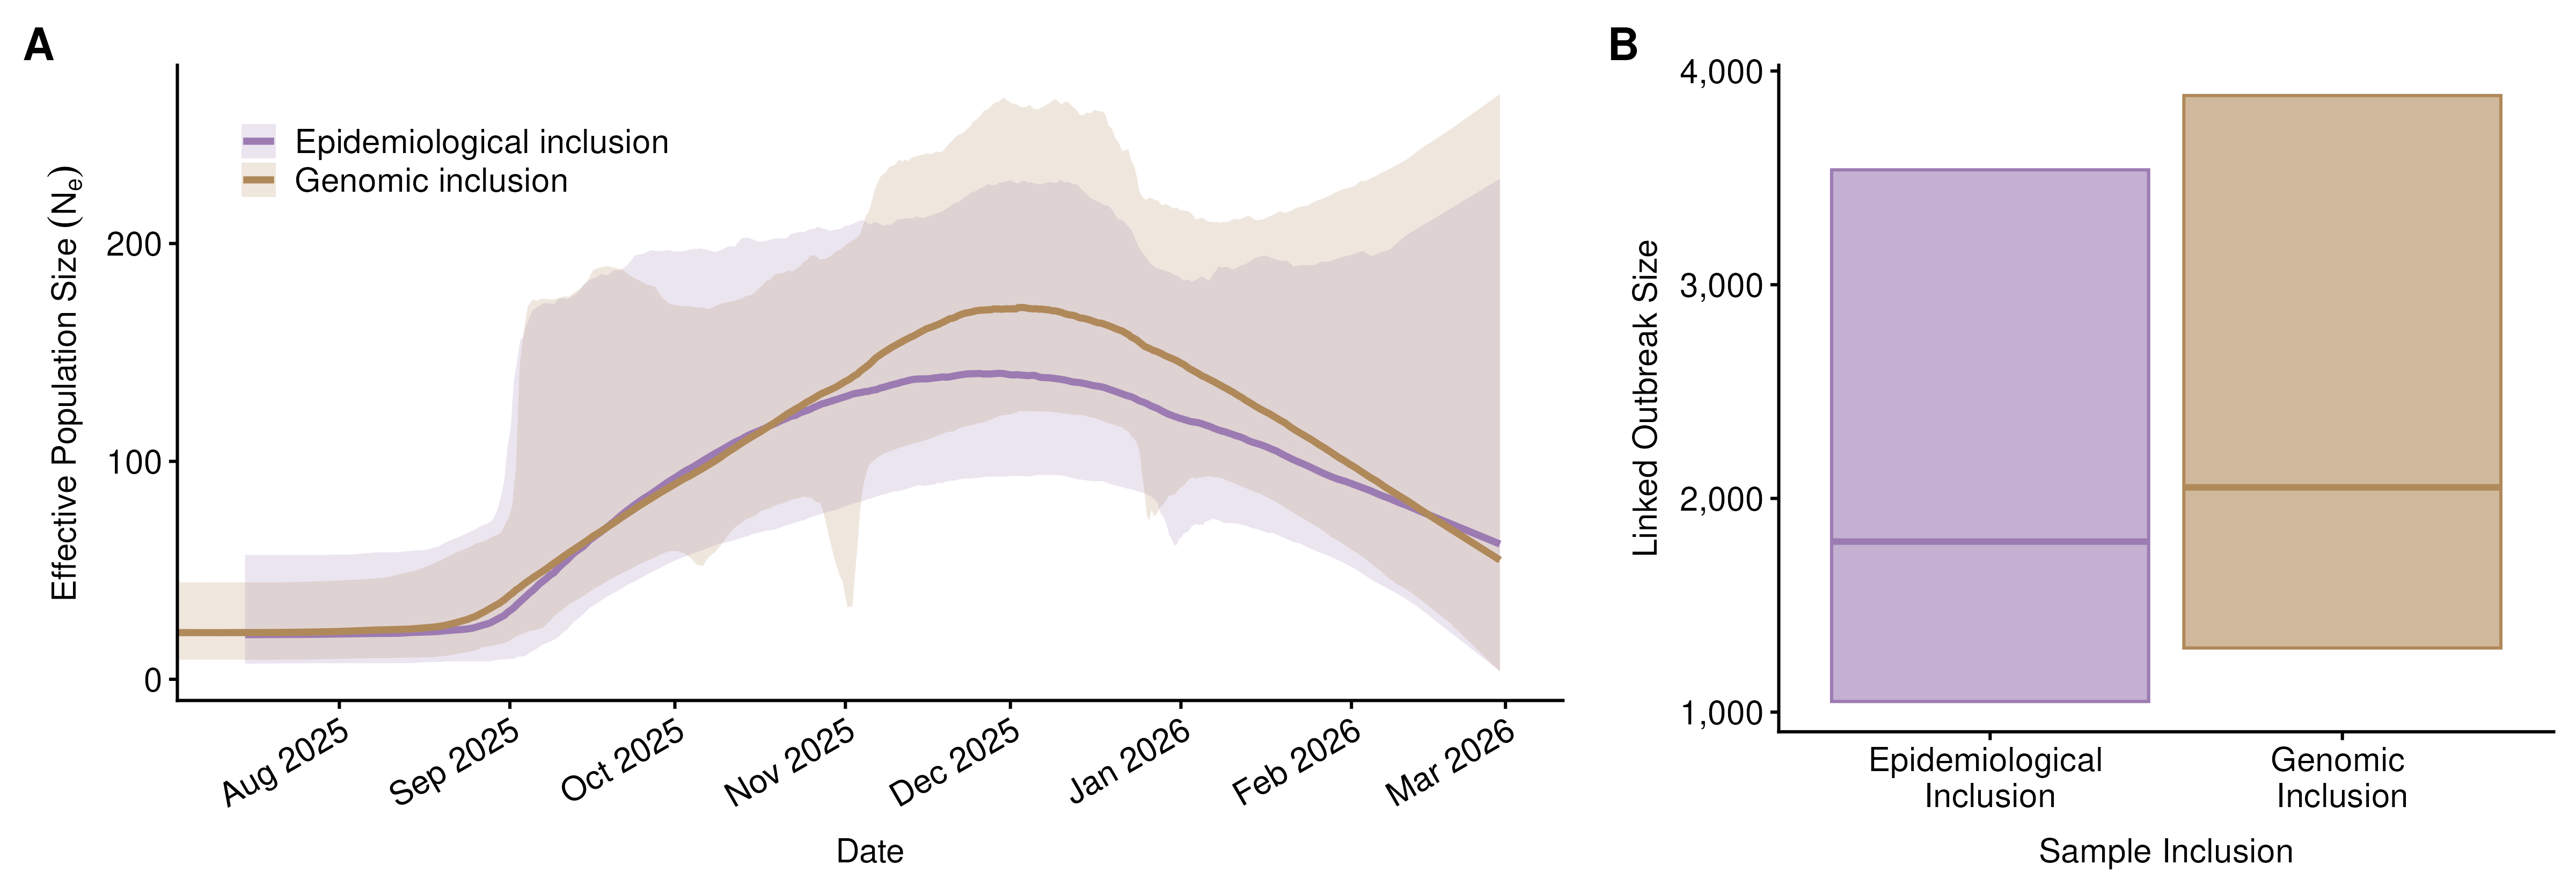 A
Effective Population Size (Ne)
200
100
0
Epidemiological inclusion
Genomic inclusion
Aug 2025
Sep 2025
Oct 2025
Nov 2025
Dec 2025
Jan 2026
Feb 2026
Mar 2026
Date
B
Linked Outbreak Size
4,000
3,000
2,000
1,000
Epidemiological
Inclusion
Genomic
Inclusion
Sample Inclusion